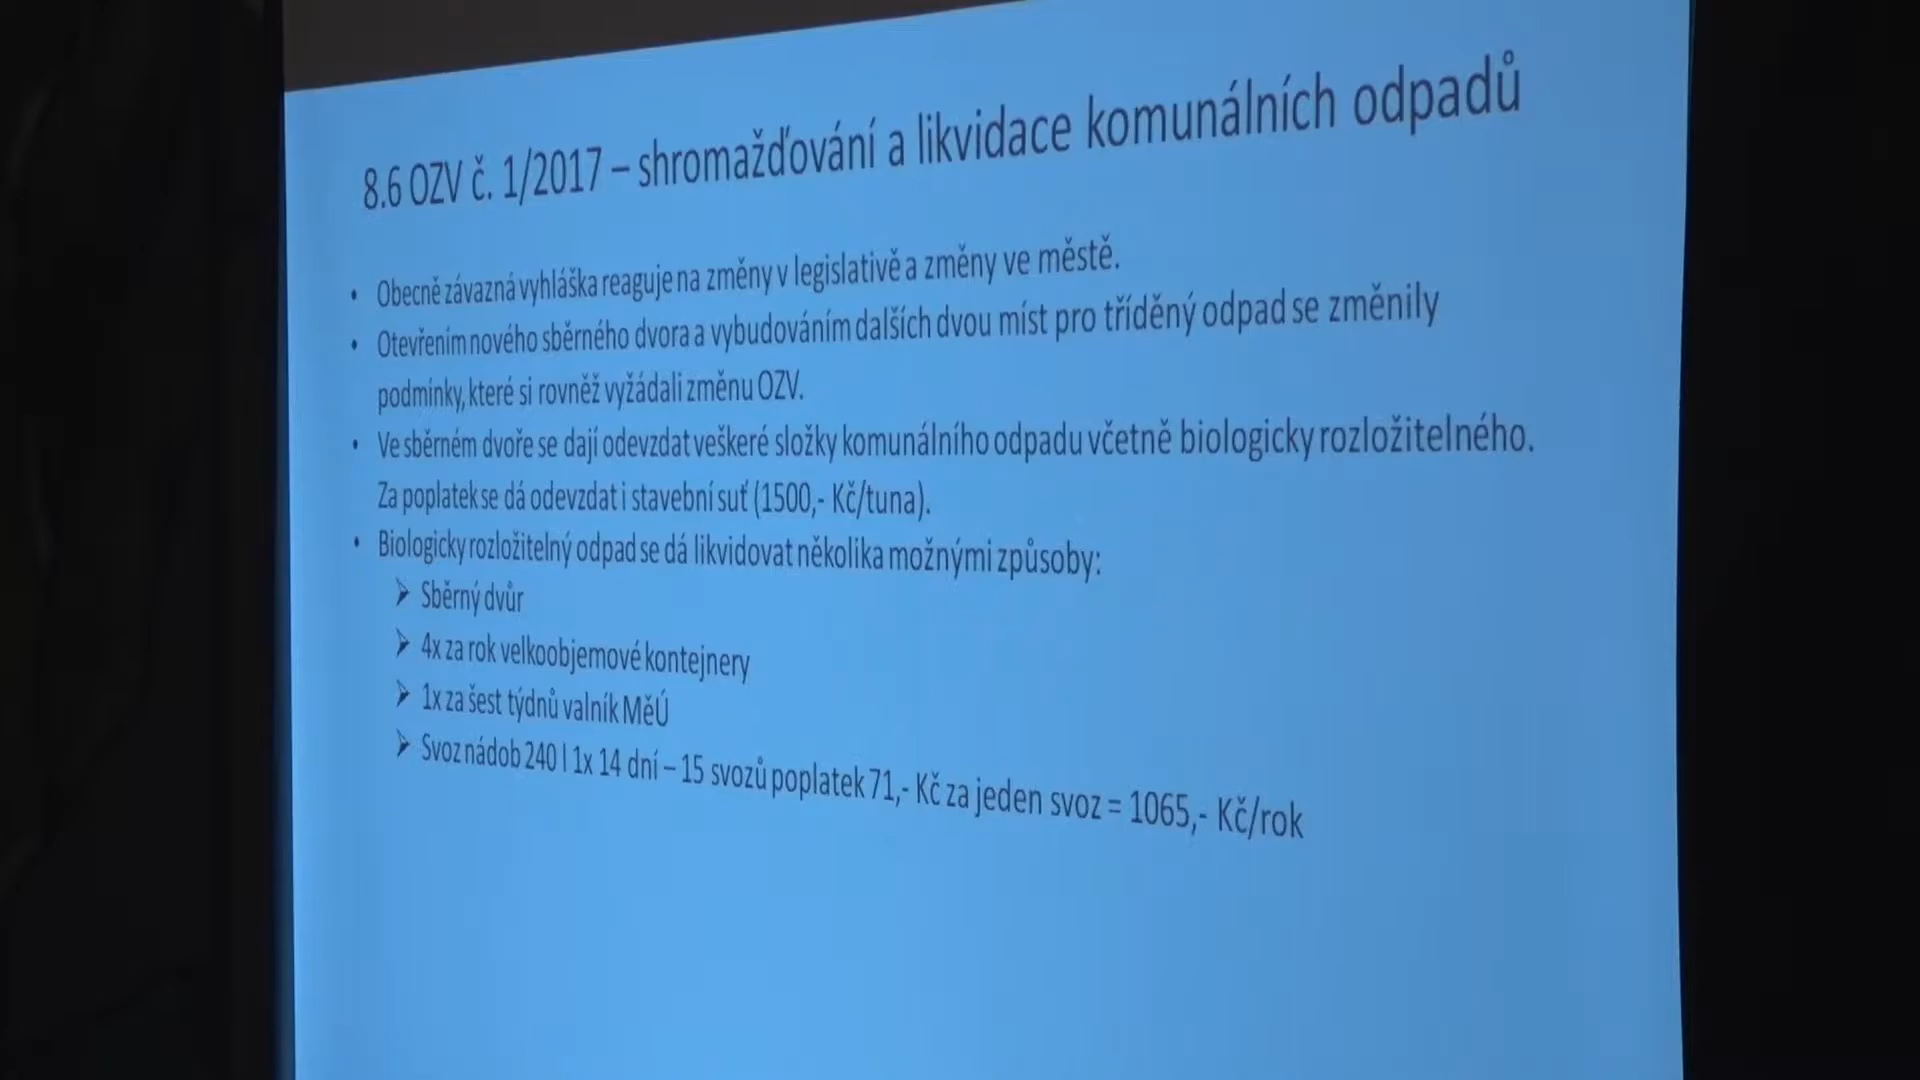 8.6 OZV č. 1/2017 – shromažďování a likvidace komunálních odpadů
• Obecně závazná vyhláška reaguje na změny v legislativě a změny ve městě.
• Otevřením nového sběrného dvora a vybudováním dalších dvou míst pro tříděný odpad se změnily
podmínky, které si rovněž vyžádali změnu OZV.
• Ve sběrném dvoře se dají odevzdat veškeré složky komunálního odpadu včetně biologicky rozložitelného.
Za poplatek se dá odevzdat i stavební suť (1500,- Kč/tuna).
• Biologicky rozložitelný odpad se dá likvidovat několika možnými způsoby:
➢ Sběrný dvůr
➢ 4x za rok velkoobjemové kontejnery
➢ 1x za šest týdnů valník MěÚ
➢ Svoz nádob 240 l 1x 14 dní – 15 svozů poplatek 71,- Kč za jeden svoz = 1065,- Kč/rok